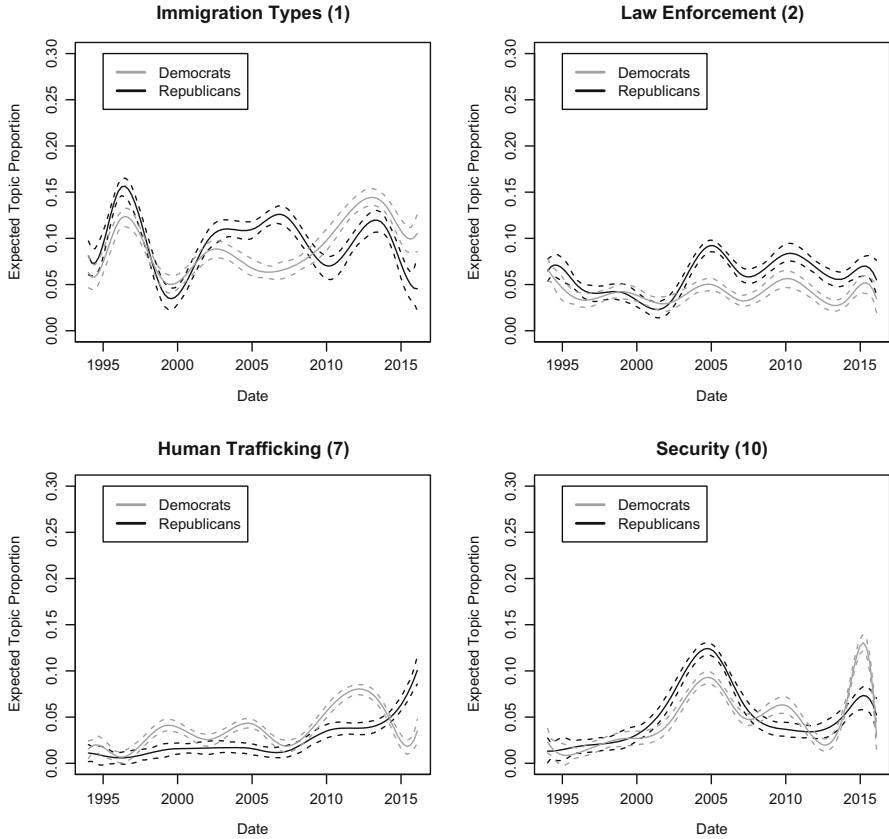 Immigration Types (1)
Expected Topic Proportion
0.00 0.05 0.10 0.15 0.20 0.25 0.30
Democrats
Republicans
1995 2000 2005 2010 2015
Date
Law Enforcement (2)
Expected Topic Proportion
0.00 0.05 0.10 0.15 0.20 0.25 0.30
Democrats
Republicans
1995 2000 2005 2010 2015
Date
Human Trafficking (7)
Expected Topic Proportion
0.00 0.05 0.10 0.15 0.20 0.25 0.30
Democrats
Republicans
1995 2000 2005 2010 2015
Date
Security (10)
Expected Topic Proportion
0.00 0.05 0.10 0.15 0.20 0.25 0.30
Democrats
Republicans
1995 2000 2005 2010 2015
Date